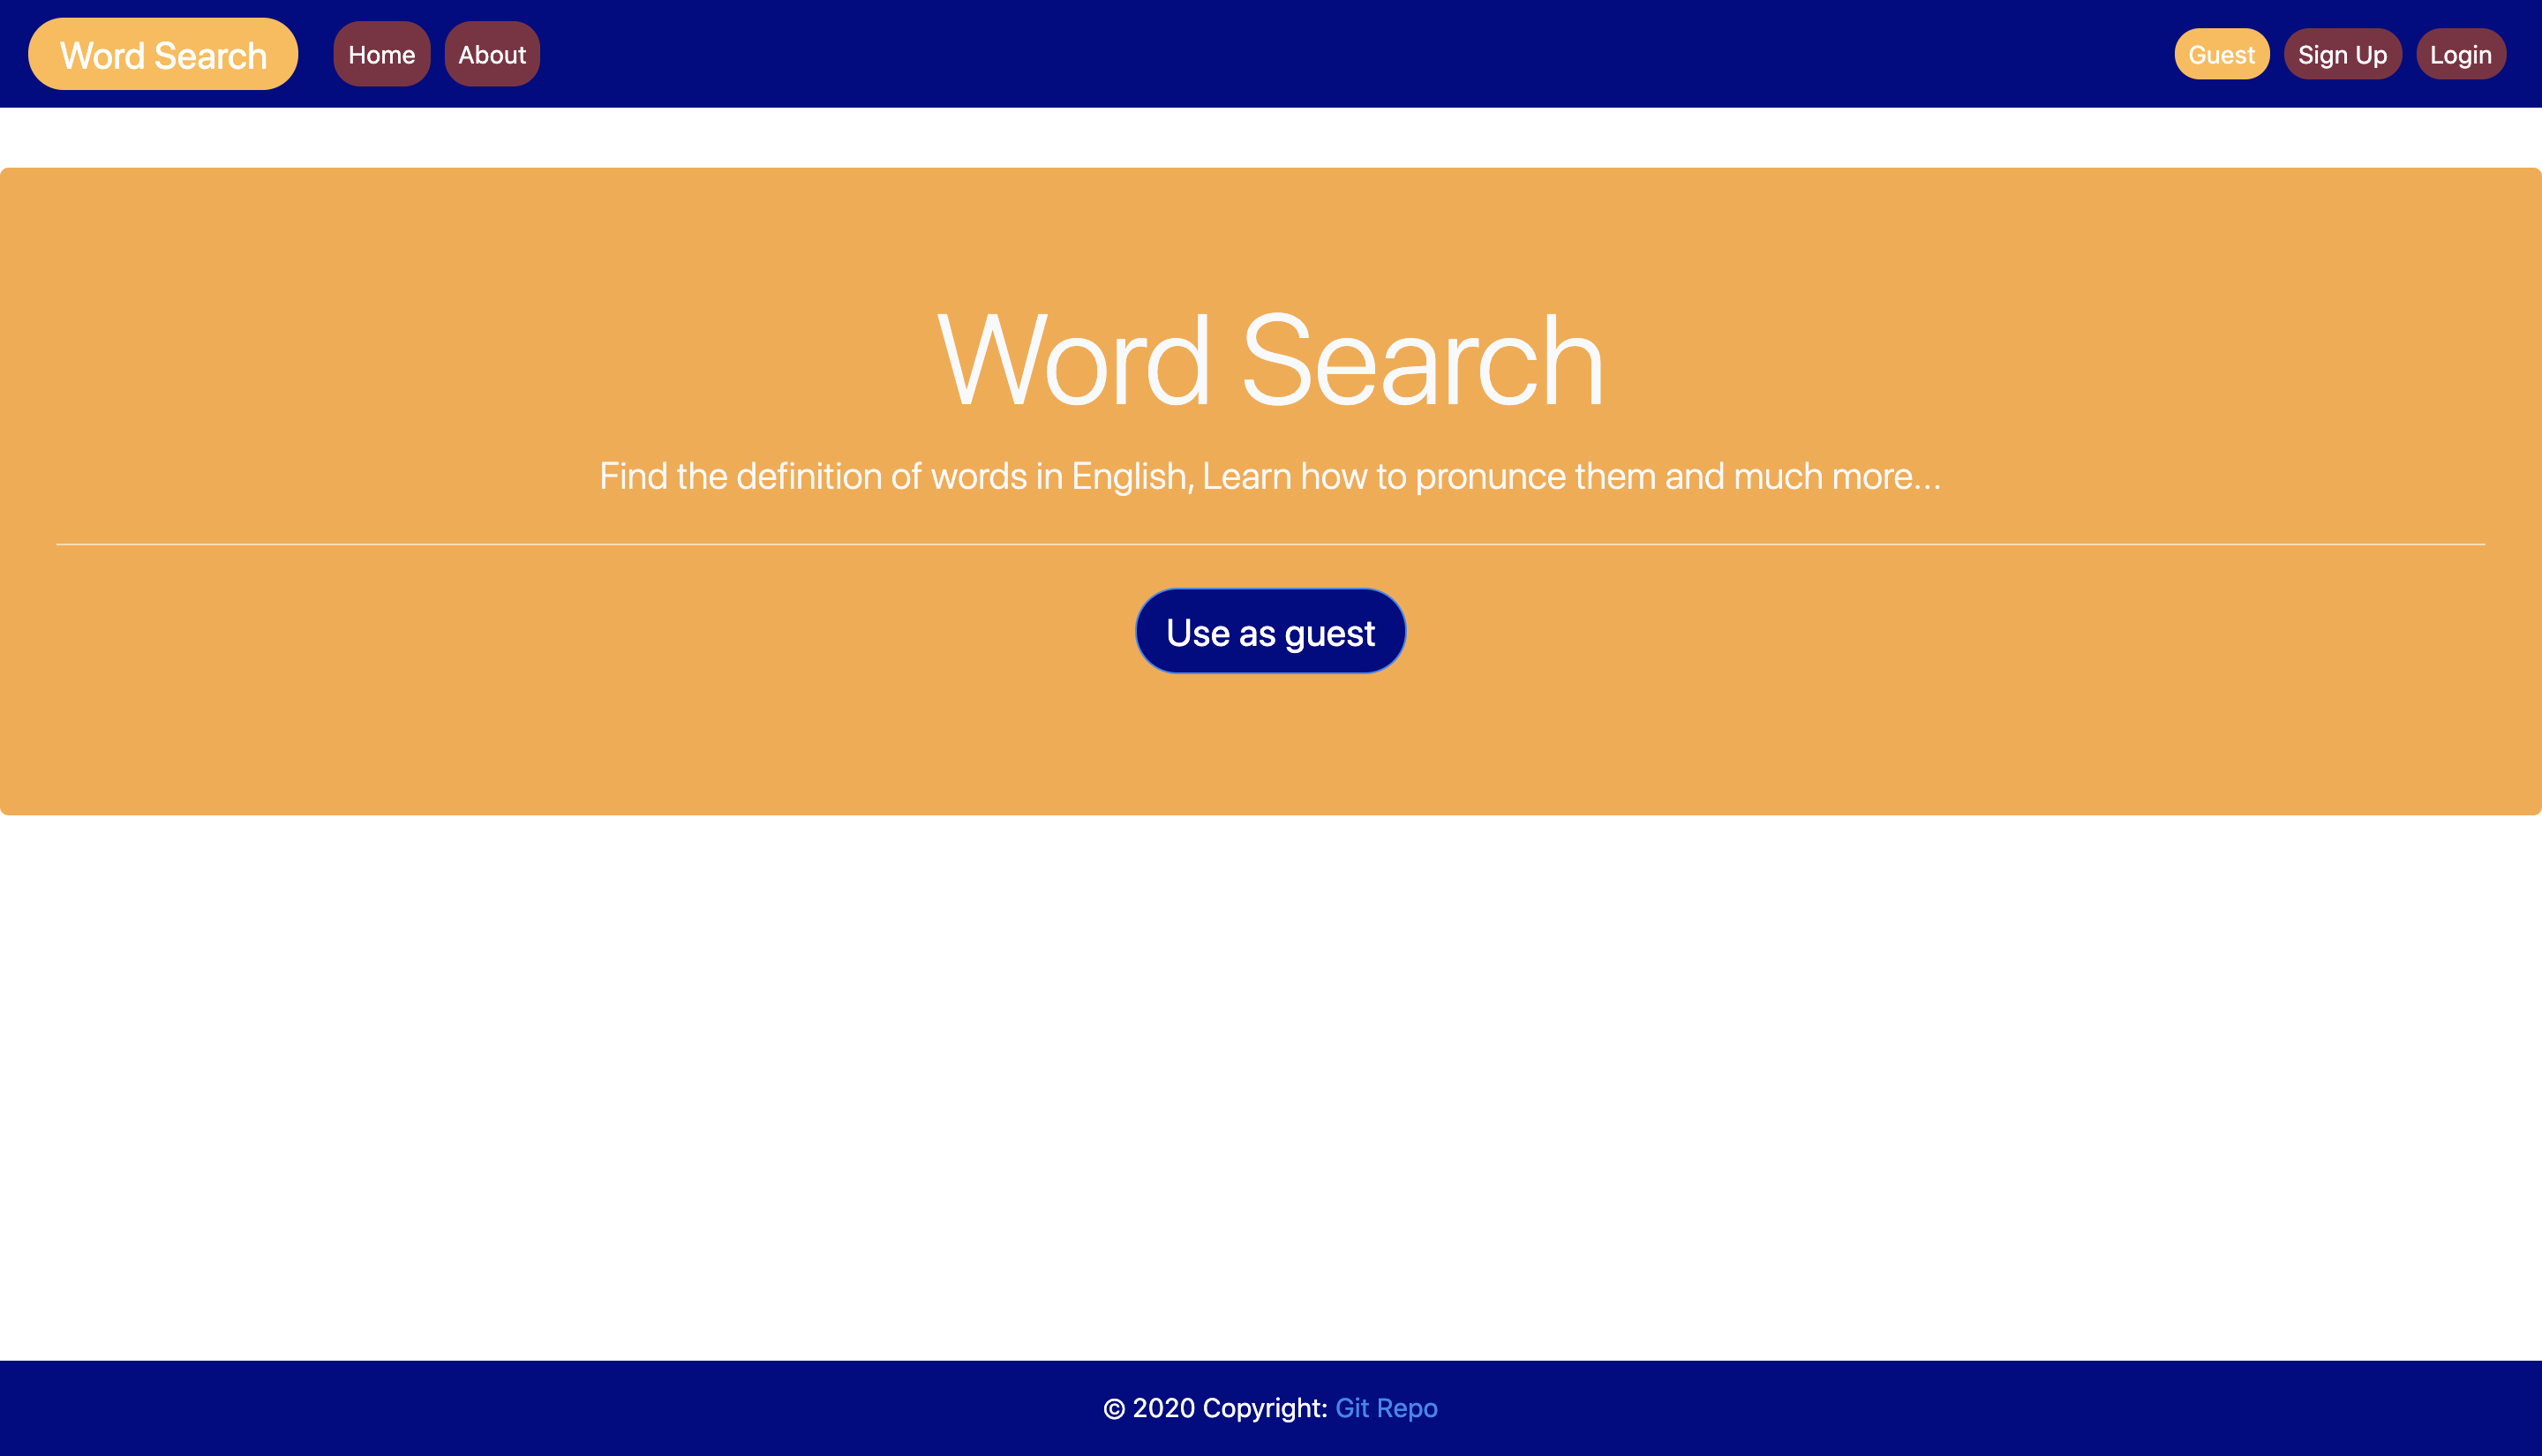 Word Search
Home
About
Guest
Sign Up
Login
Word Search
Find the definition of words in English, Learn how to pronunce them and much more...
Use as guest
© 2020 Copyright: Git Repo